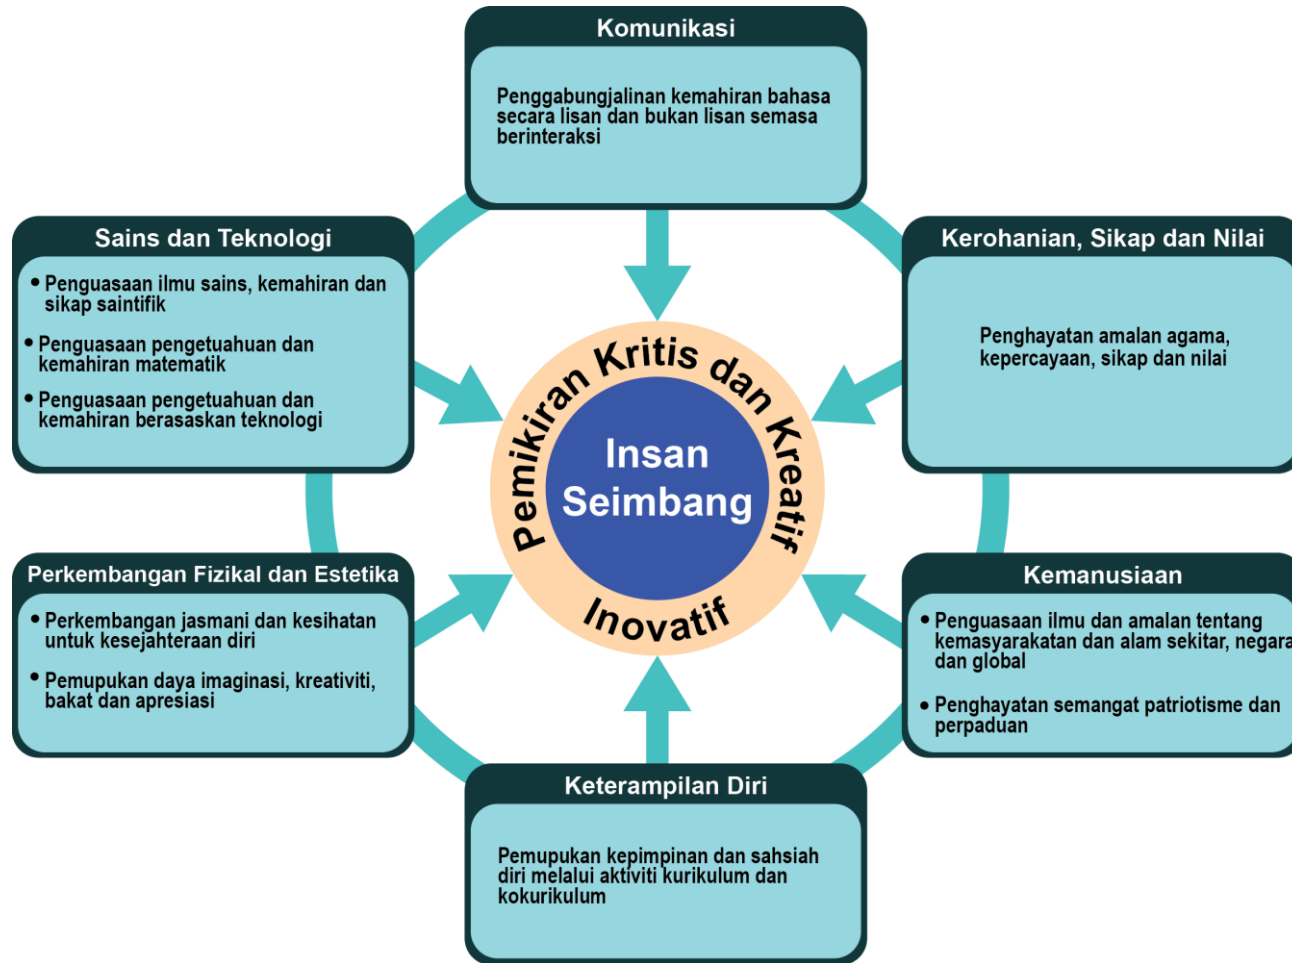 Komunikasi
Penggabungjalinan kemahiran bahasa
secara lisan dan bukan lisan semasa
berinteraksi
Sains dan Teknologi
• Penguasaan ilmu sains, kemahiran dan
sikap saintifik
• Penguasaan pengetuahuan dan
kemahiran matematik
• Penguasaan pengetuahuan dan
kemahiran berasaskan teknologi
Kerohanian, Sikap dan Nilai
Penghayatan amalan agama,
kepercayaan, sikap dan nilai
Pemikiran Kritis dan Kreatif
Insan
Seimbang
Inovatif
Perkembangan Fizikal dan Estetika
• Perkembangan jasmani dan kesihatan
untuk kesejahteraan diri
• Pemupukan daya imaginasi, kreativiti,
bakat dan apresiasi
Kemanusiaan
• Penguasaan ilmu dan amalan tentang
kemasyarakatan dan alam sekitar, negara
dan global
• Penghayatan semangat patriotisme dan
perpaduan
Keterampilan Diri
Pemupukan kepimpinan dan sahsiah
diri melalui aktiviti kurikulum dan
kokurikulum